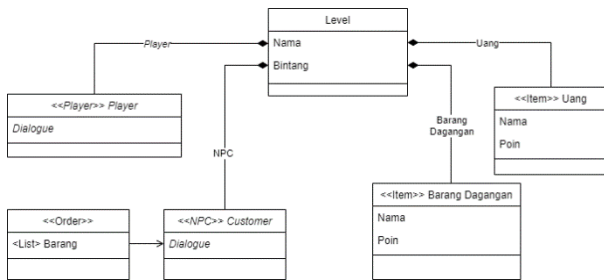 Level
Nama
Bintang
Player
Uang
<<Player>> Player
Dialogue
<<Item>> Uang
Nama
Poin
Barang
Dagangan
NPC
<<Item>> Barang Dagangan
Nama
Poin
<<Order>>
<List> Barang
<<NPC>> Customer
Dialogue